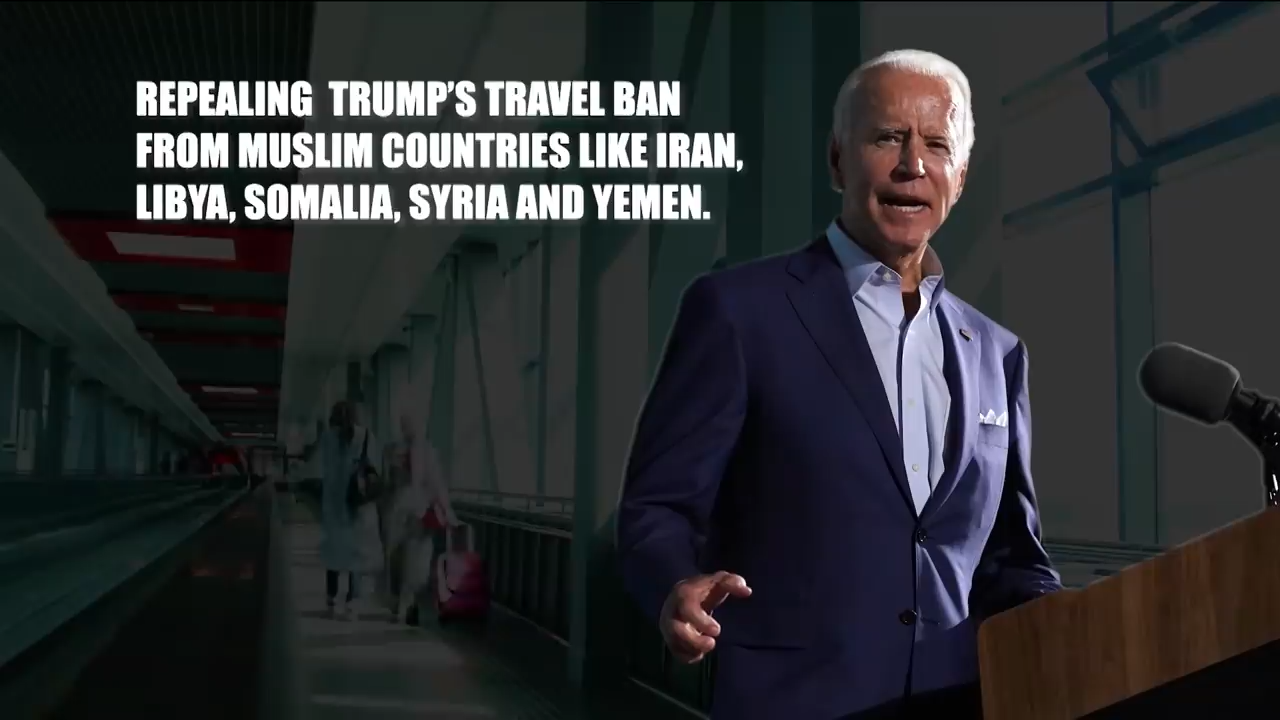 REPEALING TRUMP'S TRAVEL BAN
FROM MUSLIM COUNTRIES LIKE IRAN,
LIBYA, SOMALIA, SYRIA AND YEMEN.